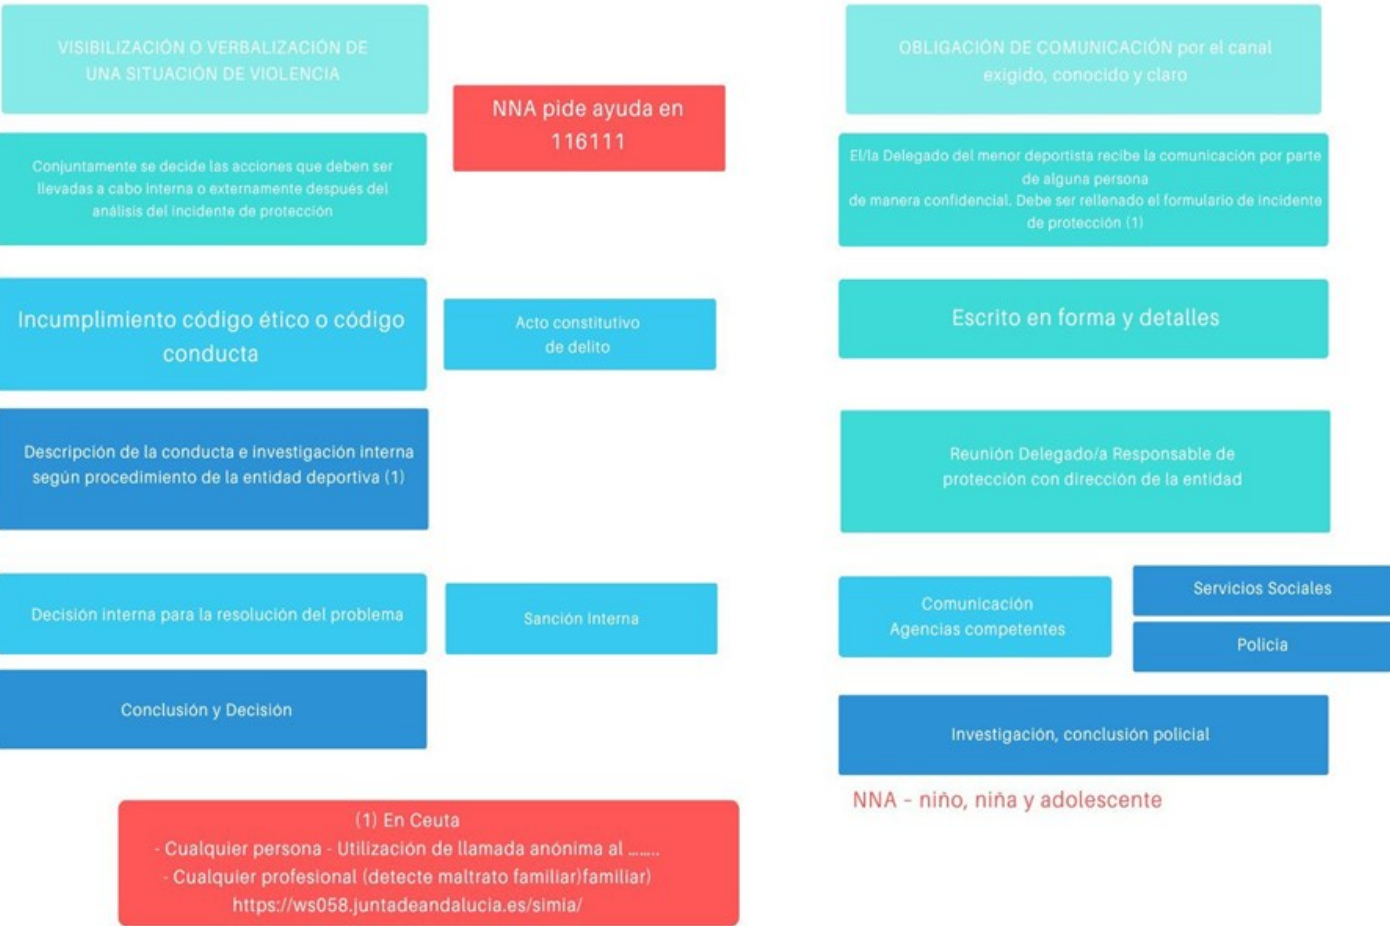 VISIBILIZACIÓN O VERBALIZACIÓN DE
UNA SITUACIÓN DE VIOLENCIA
NNA pide ayuda en
116111
Conjuntamente se decide las acciones que deben ser
llevadas a cabo interna o externamente después del
análisis del incidente de protección
Incumplimiento código ético o código
conducta
Acto constitutivo
de delito
Descripción de la conducta e investigación interna
según procedimiento de la entidad deportiva (1)
Decisión interna para la resolución del problema
Sanción Interna
Conclusión y Decisión
(1) En Ceuta
- Cualquier persona - Utilización de llamada anónima al ........
- Cualquier profesional (detecte maltrato familiar)familiar)
https://ws058.juntadeandalucia.es/simia/
OBLIGACIÓN DE COMUNICACIÓN por el canal
exigido, conocido y claro
El/la Delegado del menor deportista recibe la comunicación por parte
de alguna persona
de manera confidencial. Debe ser rellenado el formulario de incidente
de protección (1)
Escrito en forma y detalles
Reunión Delegado/a Responsable de
protección con dirección de la entidad
Comunicación
Agencias competentes
Servicios Sociales
Policia
Investigación, conclusión policial
NNA - niño, niña y adolescente